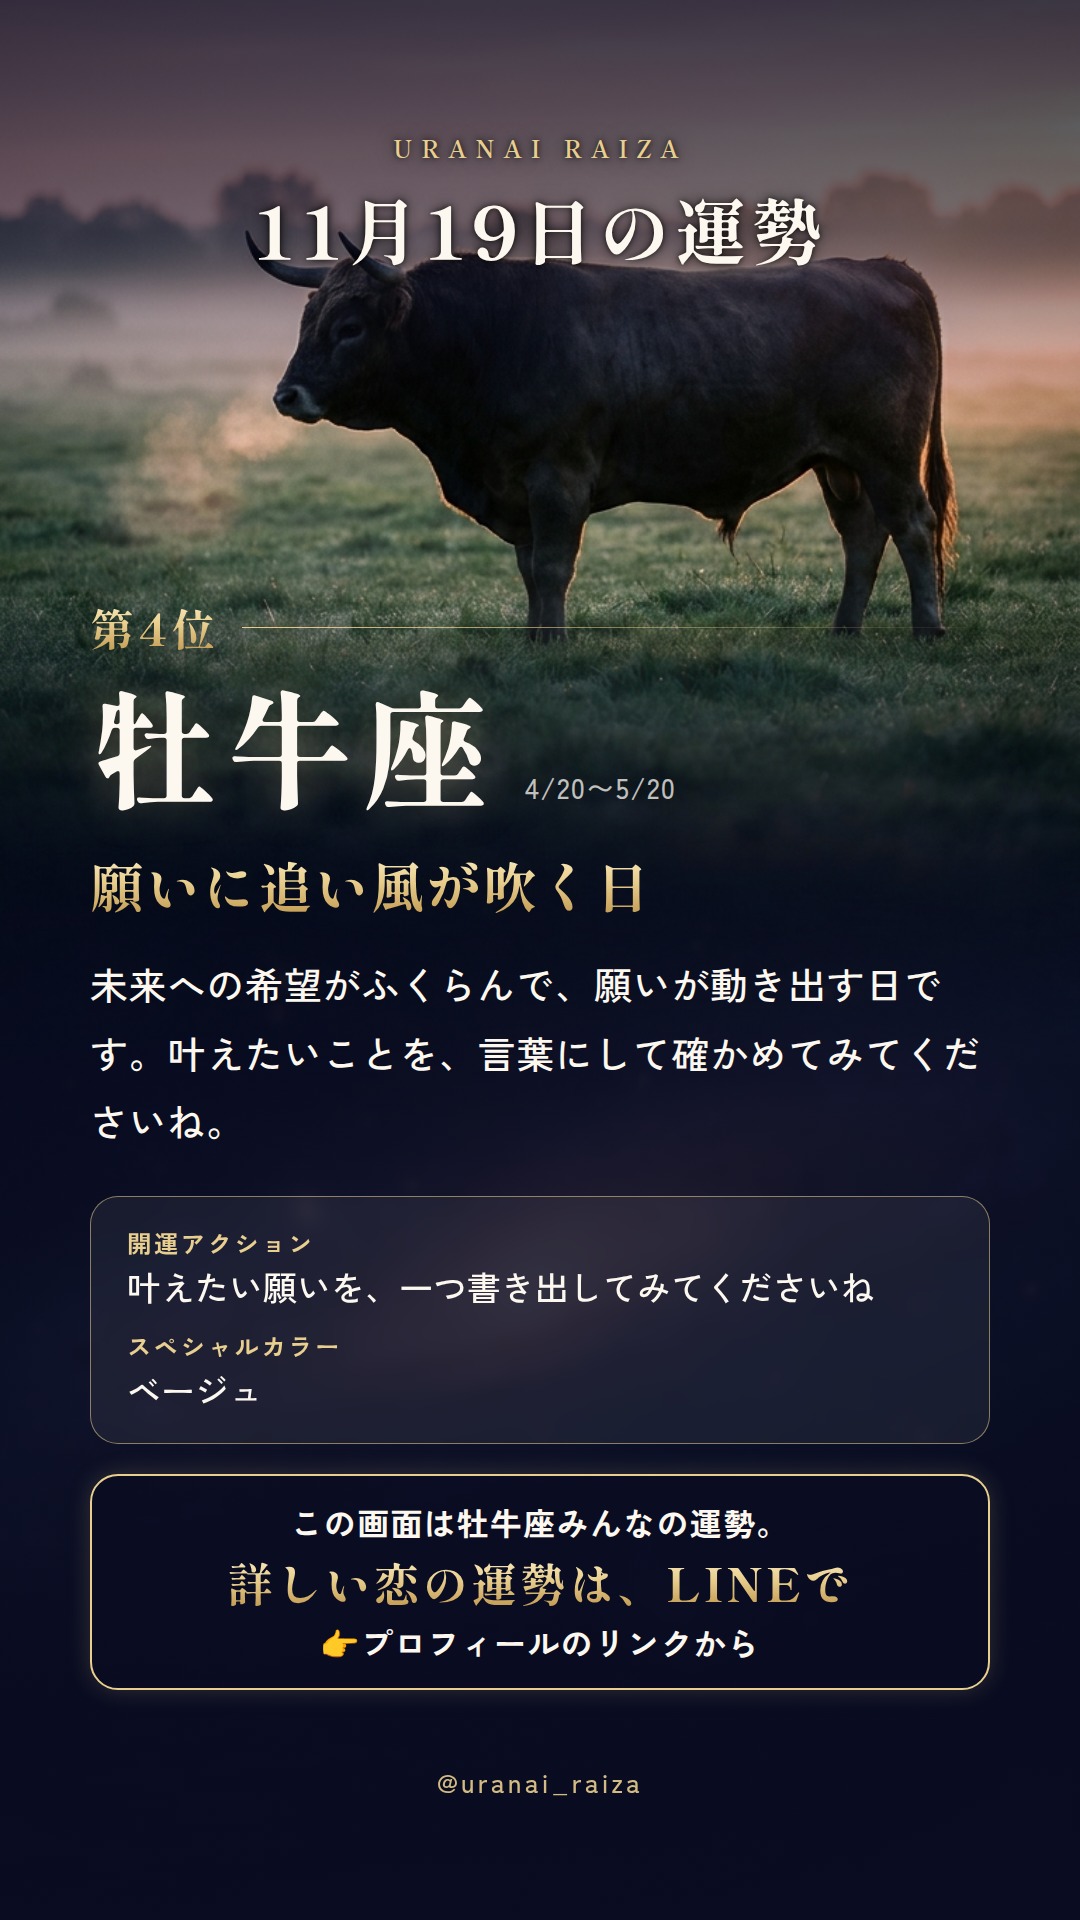 URANAI RAIZA
11月19日の運勢
第4位
牡牛座 4/20〜5/20
願いに追い風が吹く日
未来への希望がふくらんで、願いが動き出す日で
す。叶えたいことを、言葉にして確かめてみてくだ
さいね。
開運アクション
叶えたい願いを、一つ書き出してみてくださいね
スペシャルカラー
ベージュ
この画面は牡牛座みんなの運勢。
詳しい恋の運勢は、LINEで
👉プロフィールのリンクから
@uranai_raiza